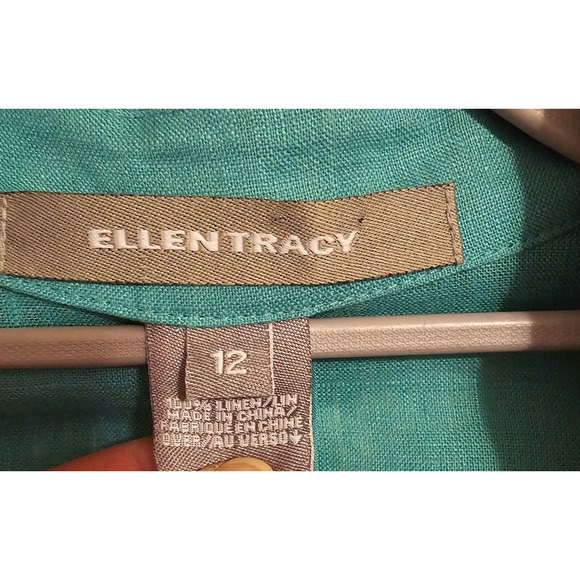 ELLEN TRACY
12
100% LINEN/LIN
MADE IN CHINA/
FABRIQUE EN CHINE
OVER/AU VERSO↓